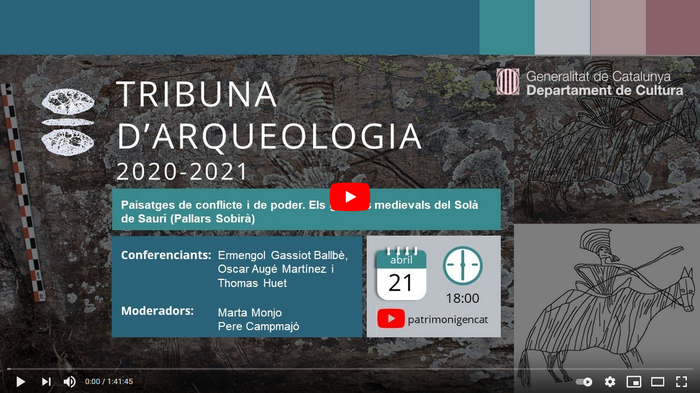 Generalitat de Catalunya
Departament de Cultura
TRIBUNA
D'ARQUEOLOGIA
2020-2021
Paisatges de conflicte i de poder. Els medievals del Solà
de Saurí (Pallars Sobirà)
Conferenciants: Ermengol Gassiot Ballbè,
Oscar Augé Martínez i
Thomas Huet
Moderadors: Marta Monjo
Pere Campmajó
abril
21
18:00
patrimonigencat
0:00 / 1:41:45